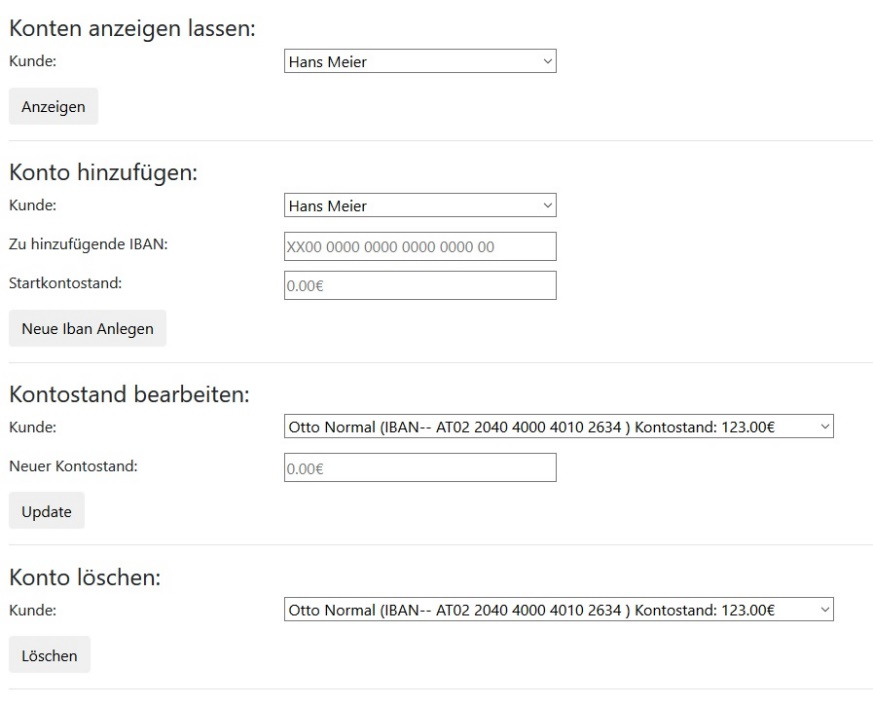 Konten anzeigen lassen:
Kunde: Hans Meier
Anzeigen
Konto hinzufügen:
Kunde: Hans Meier
Zu hinzufügende IBAN: XX00 0000 0000 0000 0000 00
Startkontostand: 0.00€
Neue Iban Anlegen
Kontostand bearbeiten:
Kunde: Otto Normal (IBAN-- AT02 2040 4000 4010 2634 ) Kontostand: 123.00€
Neuer Kontostand: 0.00€
Update
Konto löschen:
Kunde: Otto Normal (IBAN-- AT02 2040 4000 4010 2634 ) Kontostand: 123.00€
Löschen